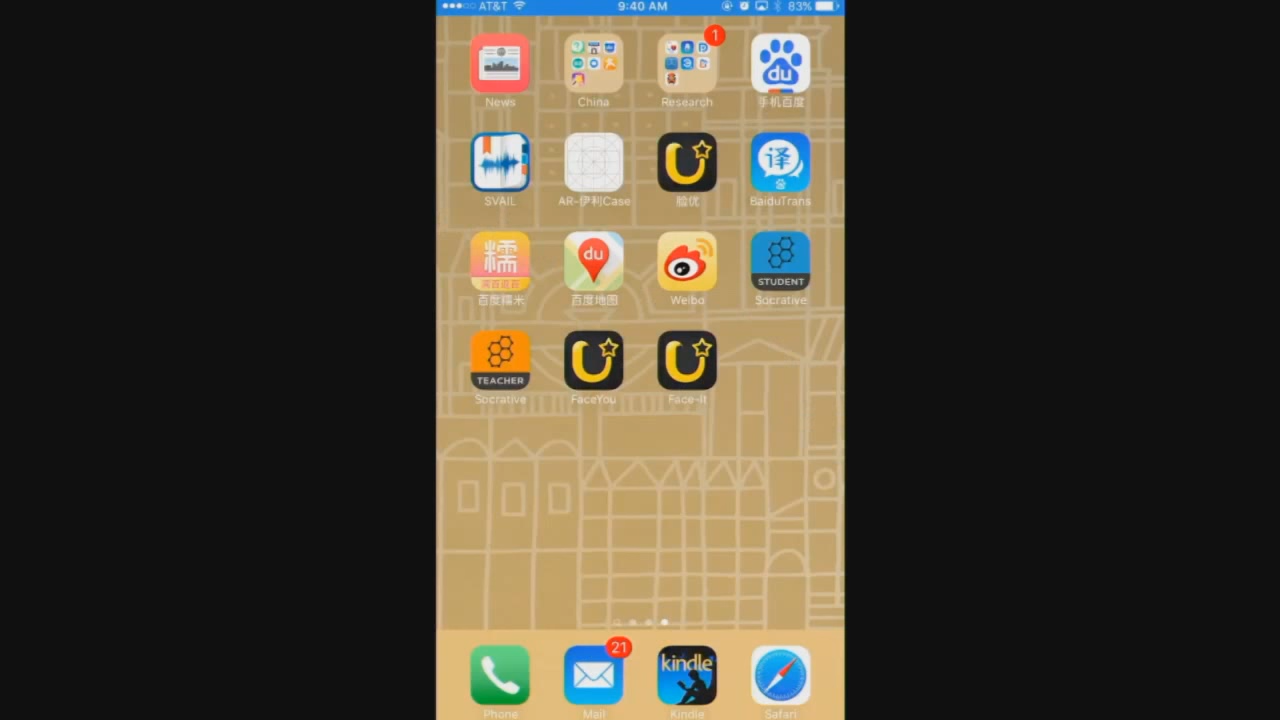 AT&T 9:40 AM 83%
1
du
News China Research 手机百度
译
SVAIL AR-伊利Case 脸优 BaiduTrans
糯 du STUDENT
百度糯米 百度地图 Weibo Socrative
TEACHER
Socrative FaceYou Face-It
21
kindle
Phone Mail Kindle Safari